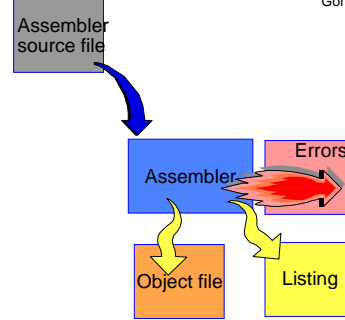 Assembler
source file
Errors
Assembler
Object file
Listing